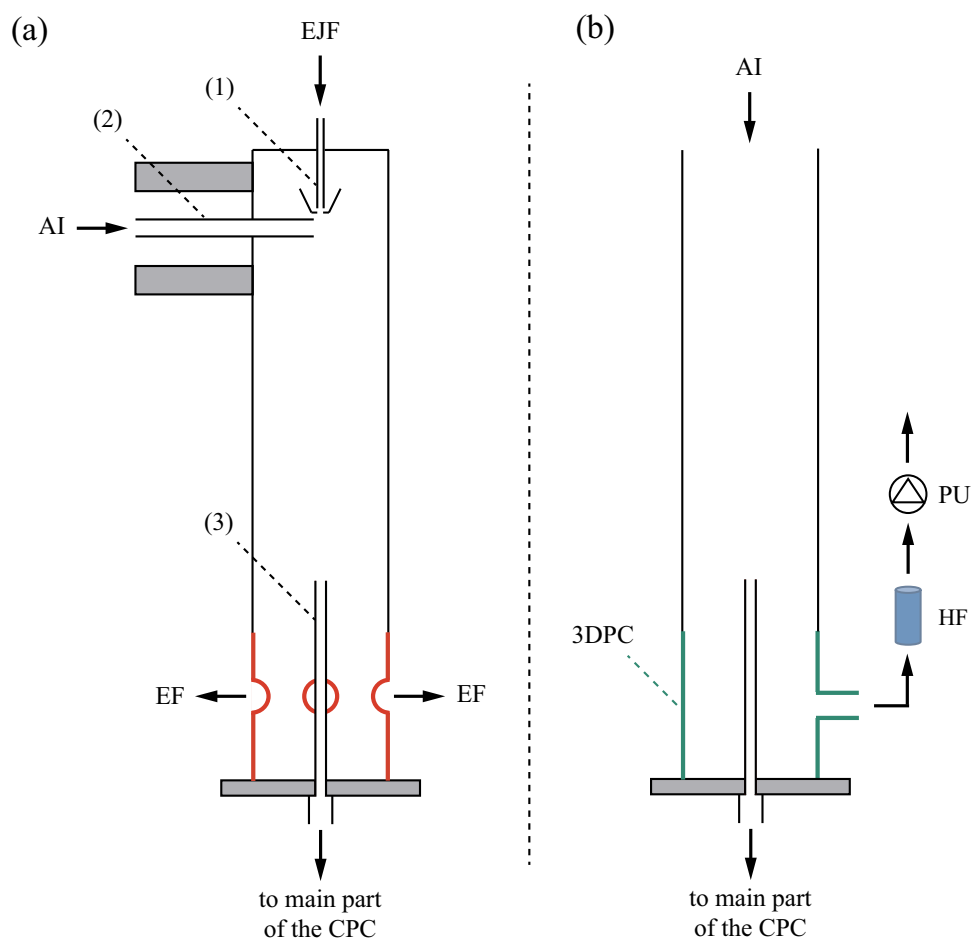 (a)
EJF
(1)
(2)
AI
(3)
EF
EF
to main part
of the CPC
(b)
AI
PU
HF
3DPC
to main part
of the CPC